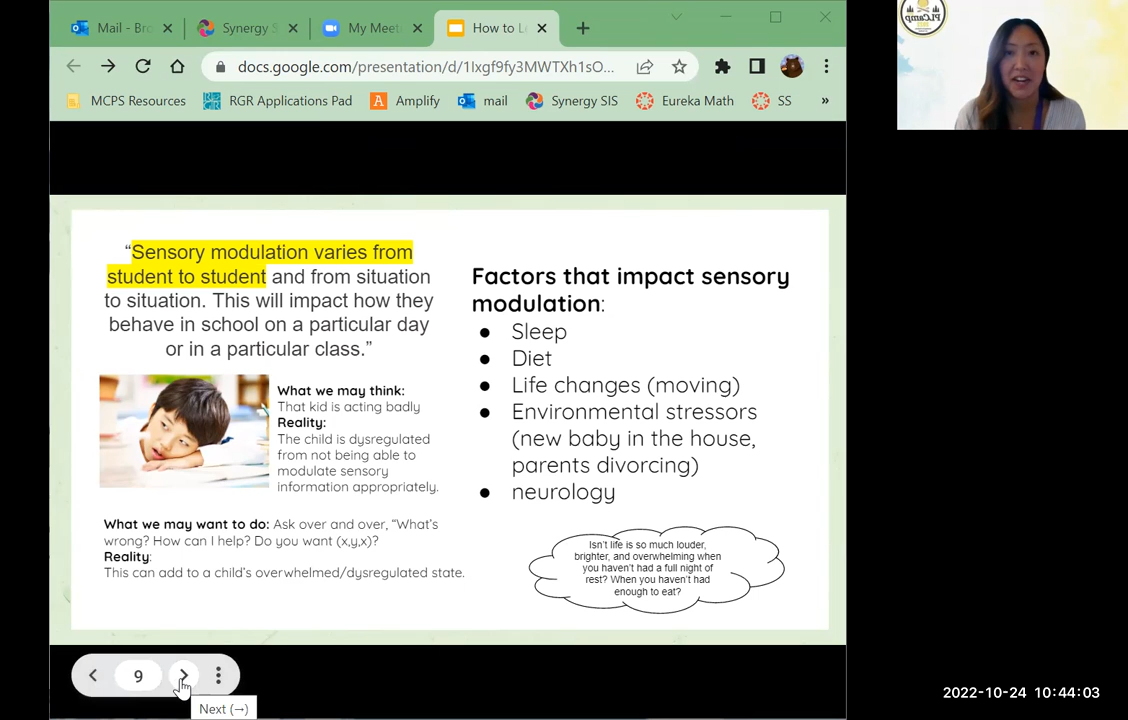 Mail - Bro
Synergy S
My Meet
How to Le
docs.google.com/presentation/d/1Ixgf9fy3MWTXh1sO...
MCPS Resources
RGR Applications Pad
Amplify
mail
Synergy SIS
Eureka Math
SS
»
PLCamp
“Sensory modulation varies from
student to student and from situation
to situation. This will impact how they
behave in school on a particular day
or in a particular class.”
What we may think:
That kid is acting badly
Reality:
The child is dysregulated
from not being able to
modulate sensory
information appropriately.
What we may want to do: Ask over and over, “What’s
wrong? How can I help? Do you want (x,y,x)?
Reality:
This can add to a child’s overwhelmed/dysregulated state.
Factors that impact sensory
modulation:
● Sleep
● Diet
● Life changes (moving)
● Environmental stressors
(new baby in the house,
parents divorcing)
● neurology
Isn’t life is so much louder,
brighter, and overwhelming when
you haven’t had a full night of
rest? When you haven’t had
enough to eat?
9
Next (→)
2022-10-24 10:44:03